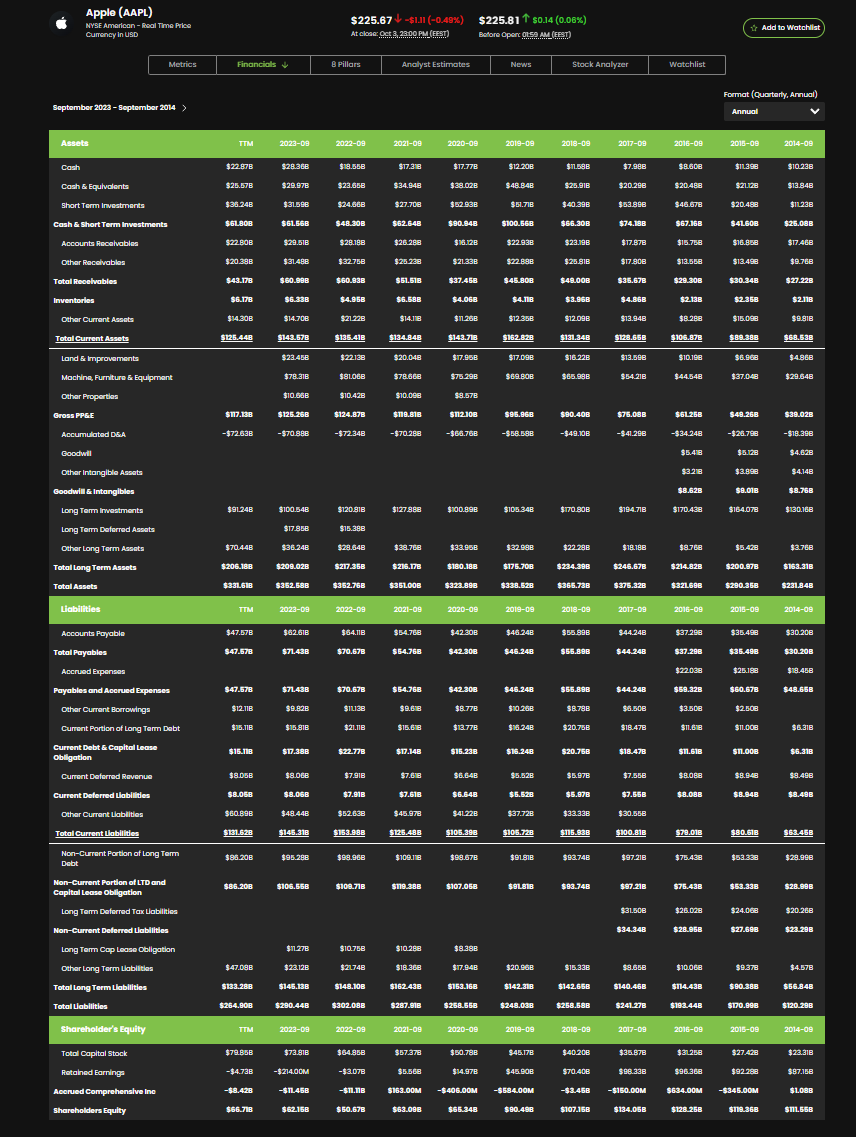 Apple (AAPL)
NYSE American - Real Time Price
Currency in USD
$225.67 ↓ -$1.11 (-0.49%)
At close: Oct 3, 23:00 PM (EEST)
$225.81 ↑ $0.14 (0.06%)
Before Open: 01:59 AM (EEST)
Add to Watchlist
Metrics Financials ↓ 8 Pillars Analyst Estimates News Stock Analyzer Watchlist
September 2023 - September 2014
Format (Quarterly, Annual)
Annual
Assets TTM 2023-09 2022-09 2021-09 2020-09 2019-09 2018-09 2017-09 2016-09 2015-09 2014-09
Cash $22.87B $28.36B $18.55B $17.31B $17.77B $12.20B $11.58B $7.98B $8.60B $11.39B $10.23B
Cash & Equivalents $25.57B $29.97B $23.65B $34.94B $38.02B $48.84B $25.91B $20.29B $20.48B $21.12B $13.84B
Short Term Investments $36.24B $31.59B $24.66B $27.70B $52.93B $51.71B $40.39B $53.89B $46.67B $20.48B $11.23B
Cash & Short Term Investments $61.80B $61.56B $48.30B $62.64B $90.94B $100.56B $66.30B $74.18B $67.16B $41.60B $25.08B
Accounts Receivables $22.80B $29.51B $28.18B $26.28B $16.12B $22.93B $23.19B $17.87B $15.75B $16.85B $17.46B
Other Receivables $20.38B $31.48B $32.75B $25.23B $21.33B $22.88B $25.81B $17.80B $13.55B $13.49B $9.76B
Total Receivables $43.17B $60.99B $60.93B $51.51B $37.45B $45.80B $49.00B $35.67B $29.30B $30.34B $27.22B
Inventories $6.17B $6.33B $4.95B $6.58B $4.06B $4.11B $3.96B $4.86B $2.13B $2.35B $2.11B
Other Current Assets $14.30B $14.70B $21.22B $14.11B $11.26B $12.35B $12.09B $13.94B $8.28B $15.09B $9.81B
Total Current Assets $125.44B $143.57B $135.41B $134.84B $143.71B $162.82B $131.34B $128.65B $106.87B $89.38B $68.53B
Land & Improvements $23.45B $22.13B $20.04B $17.95B $17.09B $16.22B $13.59B $10.19B $6.96B $4.86B
Machine, Furniture & Equipment $78.31B $81.06B $78.66B $75.29B $69.80B $65.98B $54.21B $44.54B $37.04B $29.64B
Other Properties $10.66B $10.42B $10.09B $8.57B
Gross PP&E $117.13B $125.26B $124.87B $119.81B $112.10B $95.96B $90.40B $75.08B $61.25B $49.26B $39.02B
Accumulated D&A -$72.63B -$70.88B -$72.34B -$70.28B -$66.76B -$58.58B -$49.10B -$41.29B -$34.24B -$26.79B -$18.39B
Goodwill $5.41B $5.12B $4.62B
Other Intangible Assets $3.21B $3.89B $4.14B
Goodwill & Intangibles $8.62B $9.01B $8.76B
Long Term Investments $91.24B $100.54B $120.81B $127.88B $100.89B $105.34B $170.80B $194.71B $170.43B $164.07B $130.16B
Long Term Deferred Assets $17.85B $15.38B
Other Long Term Assets $70.44B $36.24B $28.64B $38.76B $33.95B $32.98B $22.28B $18.18B $8.76B $5.42B $3.76B
Total Long Term Assets $206.18B $209.02B $217.35B $216.17B $180.18B $175.70B $234.39B $246.67B $214.82B $200.97B $163.31B
Total Assets $331.61B $352.58B $352.76B $351.00B $323.89B $338.52B $365.73B $375.32B $321.69B $290.35B $231.84B
Liabilities TTM 2023-09 2022-09 2021-09 2020-09 2019-09 2018-09 2017-09 2016-09 2015-09 2014-09
Accounts Payable $47.57B $62.61B $64.11B $54.76B $42.30B $46.24B $55.89B $44.24B $37.29B $35.49B $30.20B
Total Payables $47.57B $71.43B $70.67B $54.76B $42.30B $46.24B $55.89B $44.24B $37.29B $35.49B $30.20B
Accrued Expenses $22.03B $25.18B $18.45B
Payables and Accrued Expenses $47.57B $71.43B $70.67B $54.76B $42.30B $46.24B $55.89B $44.24B $59.32B $60.67B $48.65B
Other Current Borrowings $12.11B $9.82B $11.13B $9.61B $8.77B $10.26B $8.78B $6.50B $3.50B $2.50B
Current Portion of Long Term Debt $15.11B $15.81B $21.11B $15.61B $13.77B $16.24B $20.75B $18.47B $11.61B $11.00B $6.31B
Current Debt & Capital Lease
Obligation $15.11B $17.38B $22.77B $17.14B $15.23B $16.24B $20.75B $18.47B $11.61B $11.00B $6.31B
Current Deferred Revenue $8.05B $8.06B $7.91B $7.61B $6.64B $5.52B $5.97B $7.55B $8.08B $8.94B $8.49B
Current Deferred Liabilities $8.05B $8.06B $7.91B $7.61B $6.64B $5.52B $5.97B $7.55B $8.08B $8.94B $8.49B
Other Current Liabilities $60.89B $48.44B $52.63B $45.97B $41.22B $37.72B $33.33B $30.55B
Total Current Liabilities $131.62B $145.31B $153.98B $125.48B $105.39B $105.72B $115.93B $100.81B $79.01B $80.61B $63.45B
Non-Current Portion of Long Term
Debt $86.20B $95.28B $98.96B $109.11B $98.67B $91.81B $93.74B $97.21B $75.43B $53.33B $28.99B
Non-Current Portion of LTD and
Capital Lease Obligation $86.20B $106.55B $109.71B $119.38B $107.05B $91.81B $93.74B $97.21B $75.43B $53.33B $28.99B
Long Term Deferred Tax Liabilities $31.50B $26.02B $24.06B $20.26B
Non-Current Deferred Liabilities $34.34B $28.95B $27.69B $23.29B
Long Term Cap Lease Obligation $11.27B $10.75B $10.28B $8.38B
Other Long Term Liabilities $47.08B $23.12B $21.74B $18.36B $17.94B $20.96B $15.33B $8.65B $10.06B $9.37B $4.57B
Total Long Term Liabilities $133.28B $145.13B $148.10B $162.43B $153.16B $142.31B $142.65B $140.46B $114.43B $90.38B $56.84B
Total Liabilities $264.90B $290.44B $302.08B $287.91B $258.55B $248.03B $258.58B $241.27B $193.44B $170.99B $120.29B
Shareholder's Equity TTM 2023-09 2022-09 2021-09 2020-09 2019-09 2018-09 2017-09 2016-09 2015-09 2014-09
Total Capital Stock $79.85B $73.81B $64.85B $57.37B $50.78B $45.17B $40.20B $35.87B $31.25B $27.42B $23.31B
Retained Earnings -$4.73B -$214.00M -$3.07B $5.56B $14.97B $45.90B $70.40B $98.33B $96.36B $92.28B $87.15B
Accrued Comprehensive Inc -$8.42B -$11.45B -$11.11B $163.00M -$406.00M -$584.00M -$3.45B -$150.00M $634.00M -$345.00M $1.08B
Shareholders Equity $66.71B $62.15B $50.67B $63.09B $65.34B $90.49B $107.15B $134.05B $128.25B $119.36B $111.55B